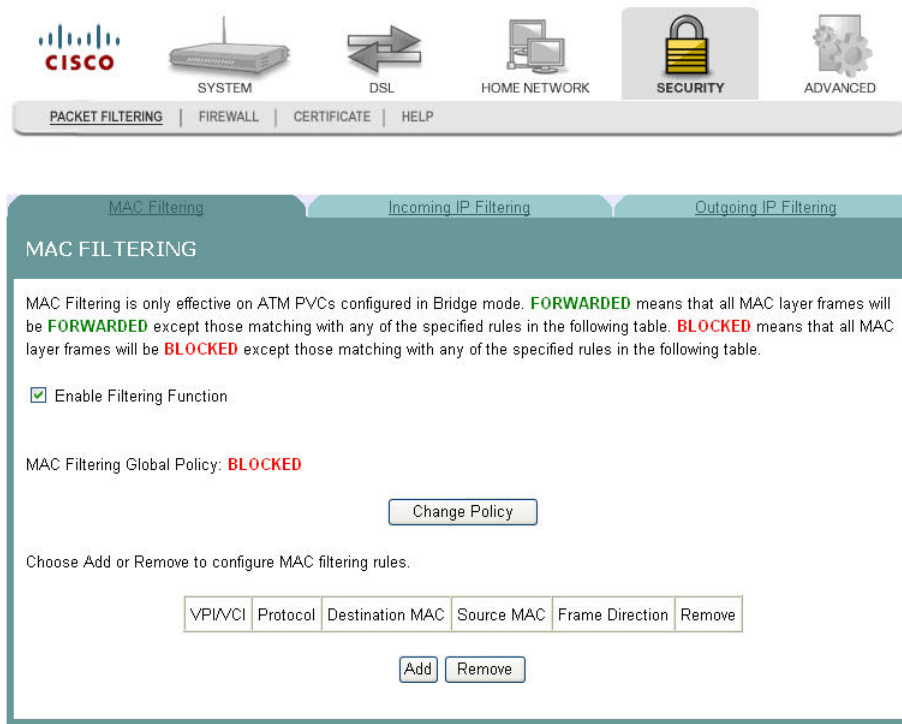 CISCO
SYSTEM
DSL
HOME NETWORK
SECURITY
ADVANCED
PACKET FILTERING | FIREWALL | CERTIFICATE | HELP
MAC Filtering
Incoming IP Filtering
Outgoing IP Filtering
MAC FILTERING
MAC Filtering is only effective on ATM PVCs configured in Bridge mode. FORWARDED means that all MAC layer frames will
be FORWARDED except those matching with any of the specified rules in the following table. BLOCKED means that all MAC
layer frames will be BLOCKED except those matching with any of the specified rules in the following table.
Enable Filtering Function
MAC Filtering Global Policy: BLOCKED
Change Policy
Choose Add or Remove to configure MAC filtering rules.
VPI/VCI Protocol Destination MAC Source MAC Frame Direction Remove
Add Remove